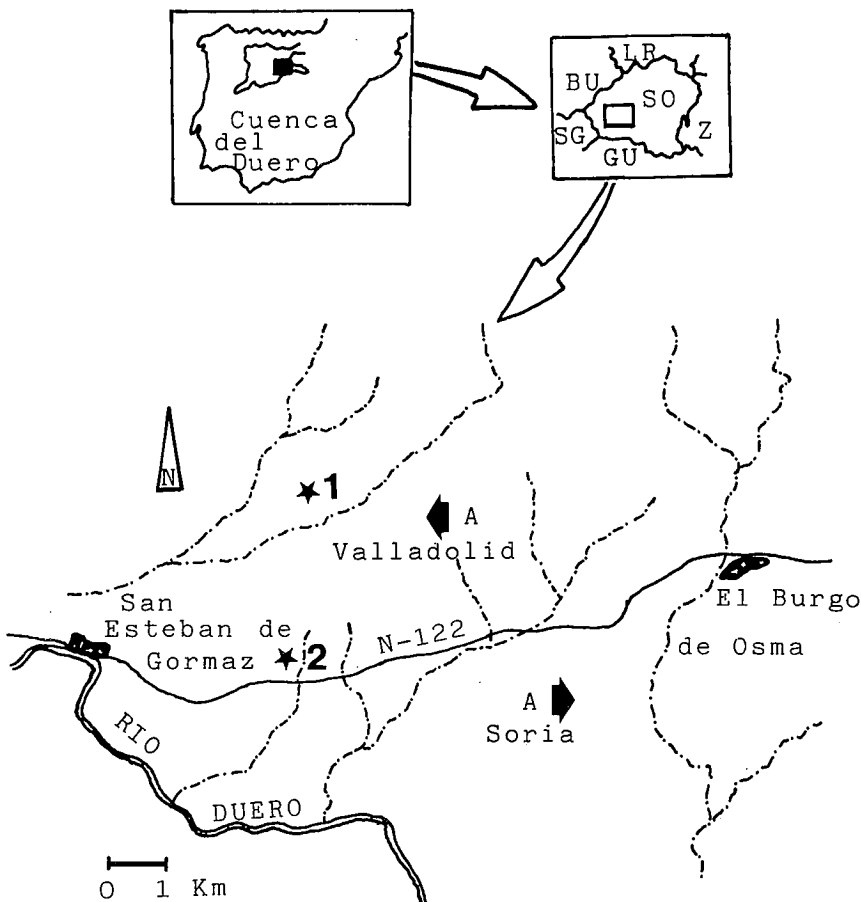 Cuenca
del
Duero
LR
BU
SO
SG
Z
GU
N
1
A
Valladolid
San
Esteban de
Gormaz
2
N-122
El Burgo
de Osma
A
Soria
RIO
DUERO
0 1 Km